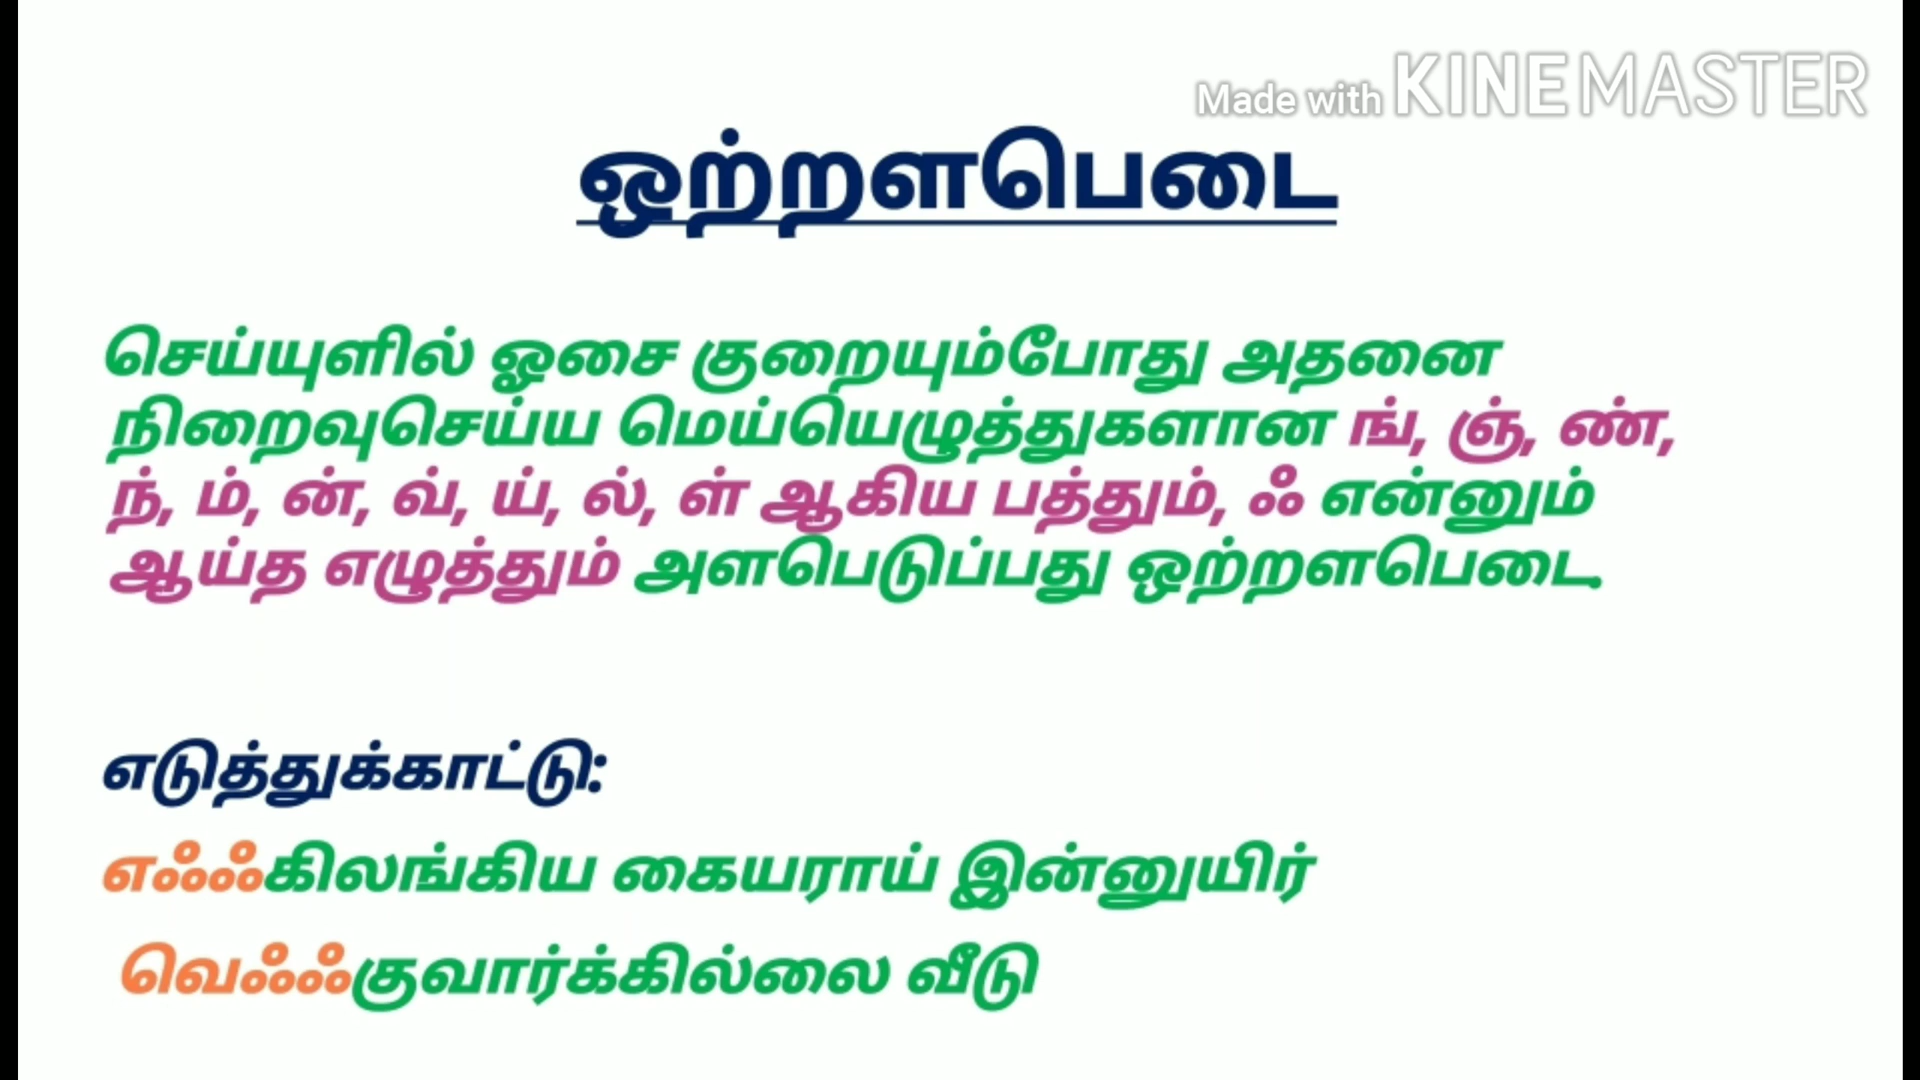 Made with KINEMASTER
ஒற்றளபெடை
செய்யுளில் ஓசை குறையும்போது அதனை
நிறைவுசெய்ய மெய்யெழுத்துகளான ங், ஞ், ண்,
ந், ம், ன், வ், ய், ல், ள் ஆகிய பத்தும், ஃ என்னும்
ஆய்த எழுத்தும் அளபெடுப்பது ஒற்றளபெடை.
எடுத்துக்காட்டு:
எஃஃகிலங்கிய கையராய் இன்னுயிர்
வெஃஃகுவார்க்கில்லை வீடு